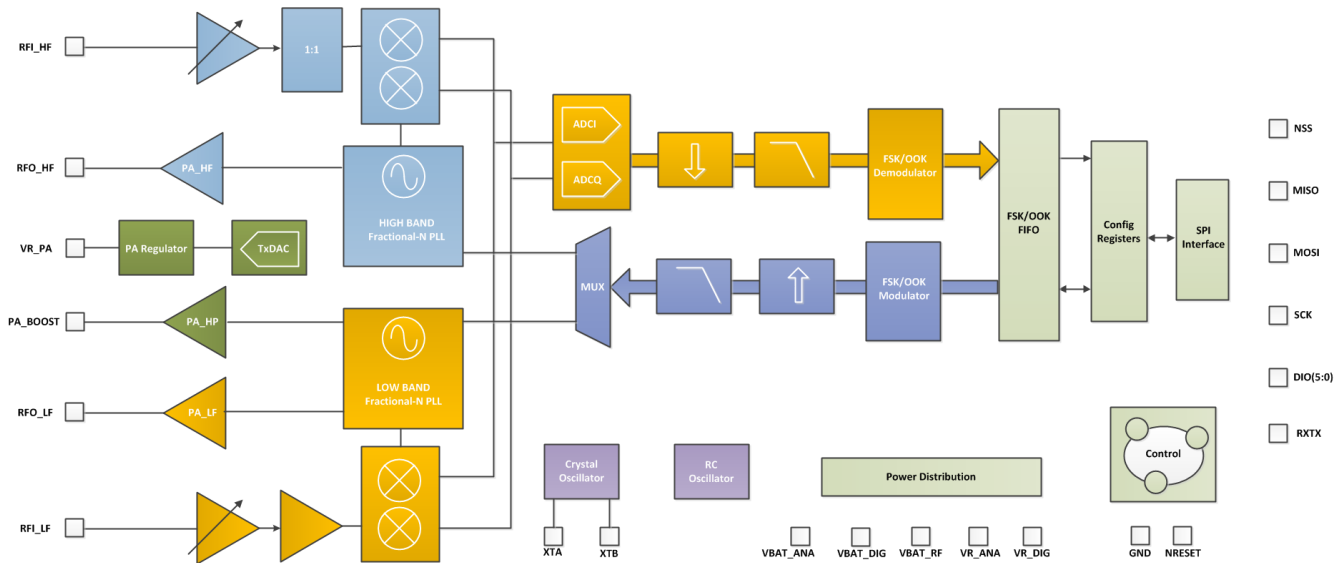 RFI_HF
1:1
RFO_HF
PA_HF
HIGH BAND
Fractional-N PLL
VR_PA
PA Regulator
TxDAC
PA_BOOST
PA_HP
LOW BAND
Fractional-N PLL
RFO_LF
PA_LF
RFI_LF
ADCI
ADCQ
FSK/OOK
Demodulator
MUX
FSK/OOK
Modulator
FSK/OOK
FIFO
Config
Registers
SPI
Interface
NSS
MISO
MOSI
SCK
DIO(5:0)
RXTX
Crystal
Oscillator
RC
Oscillator
Power Distribution
Control
XTA
XTB
VBAT_ANA
VBAT_DIG
VBAT_RF
VR_ANA
VR_DIG
GND
NRESET